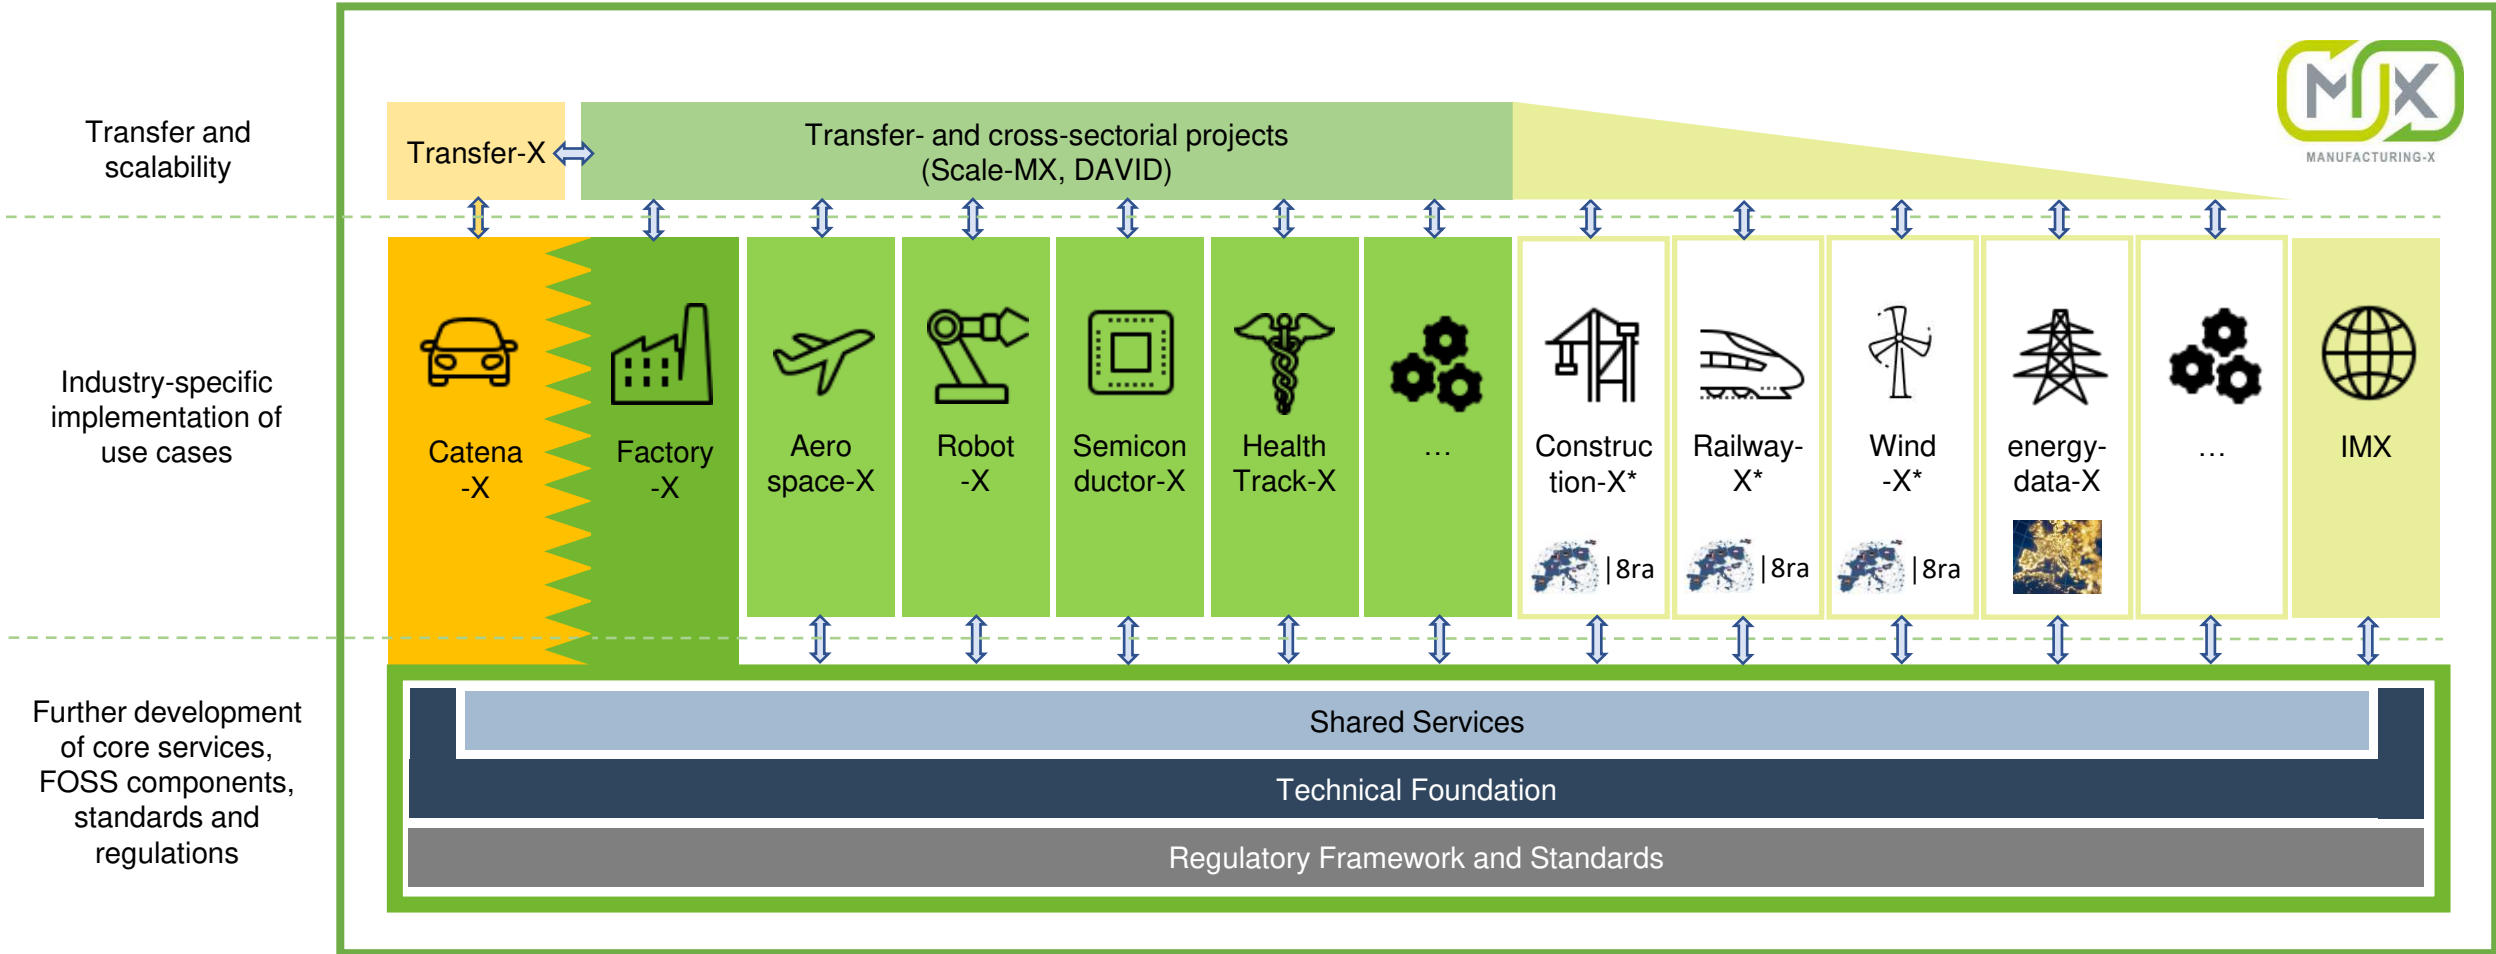 MX
MANUFACTURING-X
Transfer and
scalability
Transfer-X
Transfer- and cross-sectorial projects
(Scale-MX, DAVID)
Industry-specific
implementation of
use cases
Catena
-X
Factory
-X
Aero
space-X
Robot
-X
Semicon
ductor-X
Health
Track-X
...
Construc
tion-X*
|8ra
Railway-
X*
|8ra
Wind
-X*
|8ra
energy-
data-X
...
IMX
Further development
of core services,
FOSS components,
standards and
regulations
Shared Services
Technical Foundation
Regulatory Framework and Standards